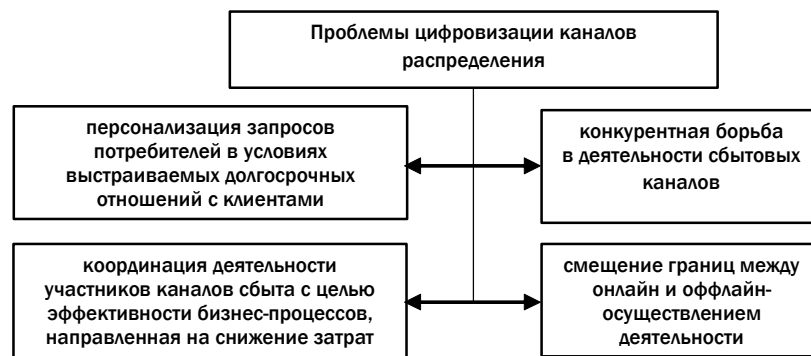 Проблемы цифровизации каналов
распределения
персонализация запросов
потребителей в условиях
выстраиваемых долгосрочных
отношений с клиентами
конкурентная борьба
в деятельности сбытовых
каналов
координация деятельности
участников каналов сбыта с целью
эффективности бизнес-процессов,
направленная на снижение затрат
смещение границ между
онлайн и оффлайн-
осуществлением
деятельности